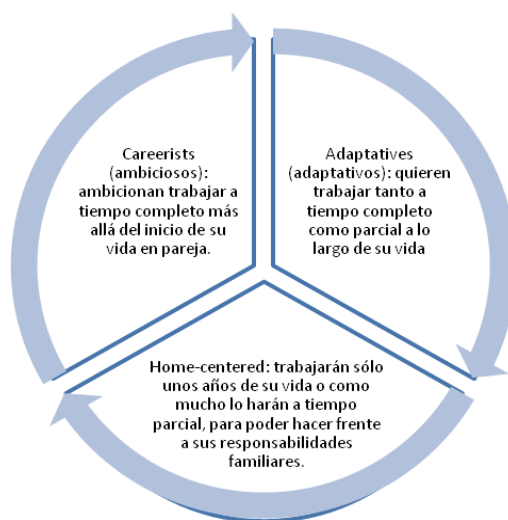 Careerists
(ambiciosos):
ambicionan trabajar a
tiempo completo más
allá del inicio de su
vida en pareja.
Adaptatives
(adaptativos): quieren
trabajar tanto a
tiempo completo
como parcial a lo
largo de su vida
Home-centered: trabajarán sólo
unos años de su vida o como
mucho lo harán a tiempo
parcial, para poder hacer frente
a sus responsabilidades
familiares.